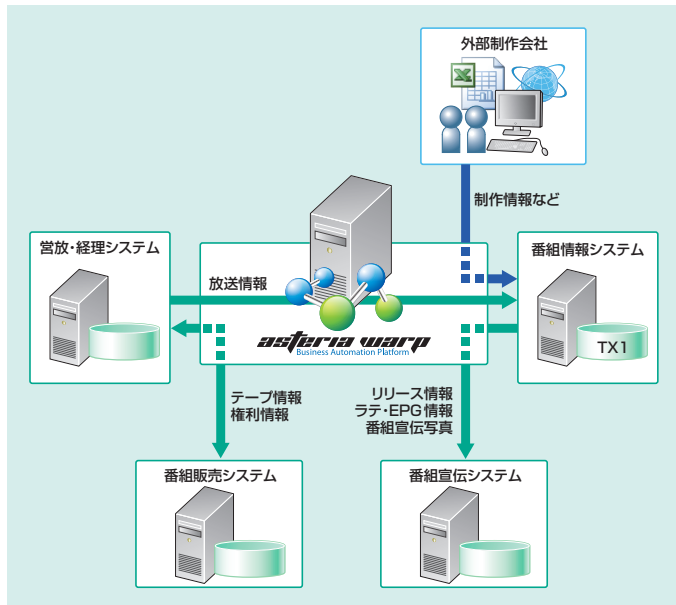 外部制作会社
制作情報など
営放・経理システム
放送情報
番組情報システム
TX1
asteria warp
Business Automation Platform
テープ情報
権利情報
リリース情報
ラテ・EPG情報
番組宣伝写真
番組販売システム
番組宣伝システム